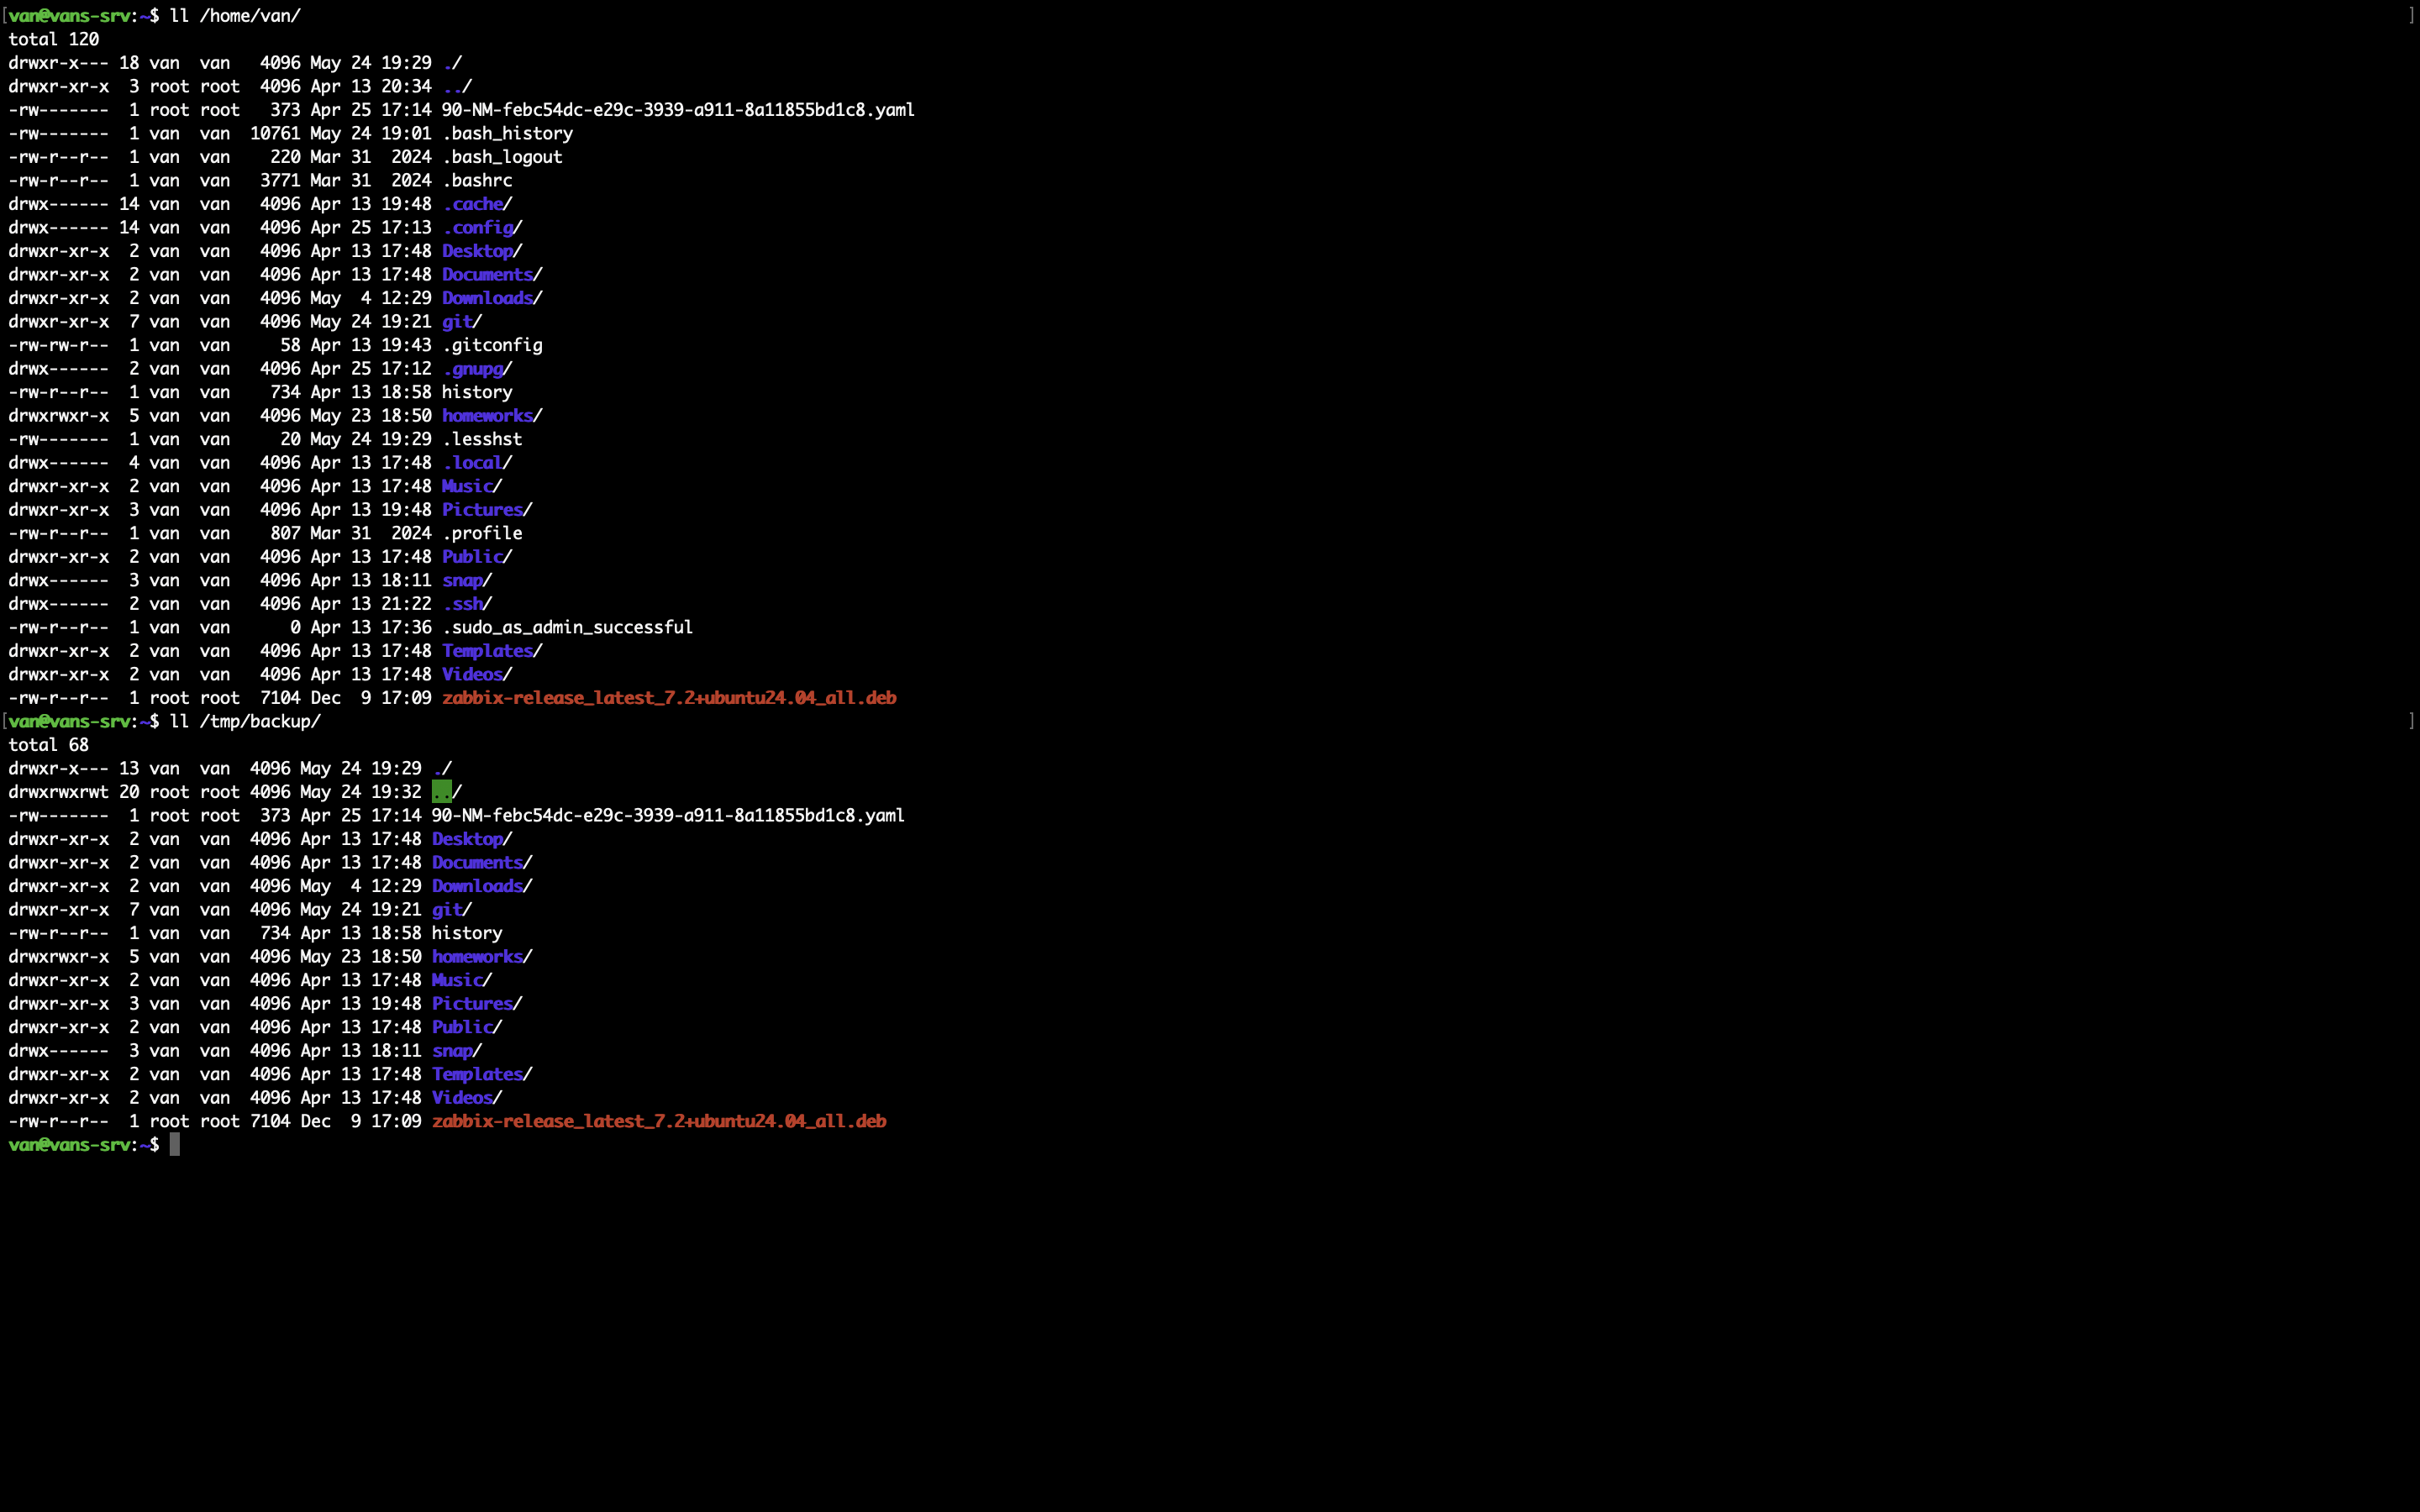 [van@vans-srv:~$ ll /home/van/ ]
total 120
drwxr-x--- 18 van  van   4096 May 24 19:29 ./
drwxr-xr-x  3 root root  4096 Apr 13 20:34 ../
-rw-------  1 root root   373 Apr 25 17:14 90-NM-febc54dc-e29c-3939-a911-8a11855bd1c8.yaml
-rw-------  1 van  van  10761 May 24 19:01 .bash_history
-rw-r--r--  1 van  van    220 Mar 31  2024 .bash_logout
-rw-r--r--  1 van  van   3771 Mar 31  2024 .bashrc
drwx------ 14 van  van   4096 Apr 13 19:48 .cache/
drwx------ 14 van  van   4096 Apr 25 17:13 .config/
drwxr-xr-x  2 van  van   4096 Apr 13 17:48 Desktop/
drwxr-xr-x  2 van  van   4096 Apr 13 17:48 Documents/
drwxr-xr-x  2 van  van   4096 May  4 12:29 Downloads/
drwxr-xr-x  7 van  van   4096 May 24 19:21 git/
-rw-rw-r--  1 van  van     58 Apr 13 19:43 .gitconfig
drwx------  2 van  van   4096 Apr 25 17:12 .gnupg/
-rw-r--r--  1 van  van    734 Apr 13 18:58 history
drwxrwxr-x  5 van  van   4096 May 23 18:50 homeworks/
-rw-------  1 van  van     20 May 24 19:29 .lesshst
drwx------  4 van  van   4096 Apr 13 17:48 .local/
drwxr-xr-x  2 van  van   4096 Apr 13 17:48 Music/
drwxr-xr-x  3 van  van   4096 Apr 13 19:48 Pictures/
-rw-r--r--  1 van  van    807 Mar 31  2024 .profile
drwxr-xr-x  2 van  van   4096 Apr 13 17:48 Public/
drwx------  3 van  van   4096 Apr 13 18:11 snap/
drwx------  2 van  van   4096 Apr 13 21:22 .ssh/
-rw-r--r--  1 van  van      0 Apr 13 17:36 .sudo_as_admin_successful
drwxr-xr-x  2 van  van   4096 Apr 13 17:48 Templates/
drwxr-xr-x  2 van  van   4096 Apr 13 17:48 Videos/
-rw-r--r--  1 root root  7104 Dec  9 17:09 zabbix-release_latest_7.2+ubuntu24.04_all.deb
[van@vans-srv:~$ ll /tmp/backup/ ]
total 68
drwxr-x--- 13 van  van  4096 May 24 19:29 ./
drwxrwxrwt 20 root root 4096 May 24 19:32 ../
-rw-------  1 root root  373 Apr 25 17:14 90-NM-febc54dc-e29c-3939-a911-8a11855bd1c8.yaml
drwxr-xr-x  2 van  van  4096 Apr 13 17:48 Desktop/
drwxr-xr-x  2 van  van  4096 Apr 13 17:48 Documents/
drwxr-xr-x  2 van  van  4096 May  4 12:29 Downloads/
drwxr-xr-x  7 van  van  4096 May 24 19:21 git/
-rw-r--r--  1 van  van   734 Apr 13 18:58 history
drwxrwxr-x  5 van  van  4096 May 23 18:50 homeworks/
drwxr-xr-x  2 van  van  4096 Apr 13 17:48 Music/
drwxr-xr-x  3 van  van  4096 Apr 13 19:48 Pictures/
drwxr-xr-x  2 van  van  4096 Apr 13 17:48 Public/
drwx------  3 van  van  4096 Apr 13 18:11 snap/
drwxr-xr-x  2 van  van  4096 Apr 13 17:48 Templates/
drwxr-xr-x  2 van  van  4096 Apr 13 17:48 Videos/
-rw-r--r--  1 root root 7104 Dec  9 17:09 zabbix-release_latest_7.2+ubuntu24.04_all.deb
van@vans-srv:~$